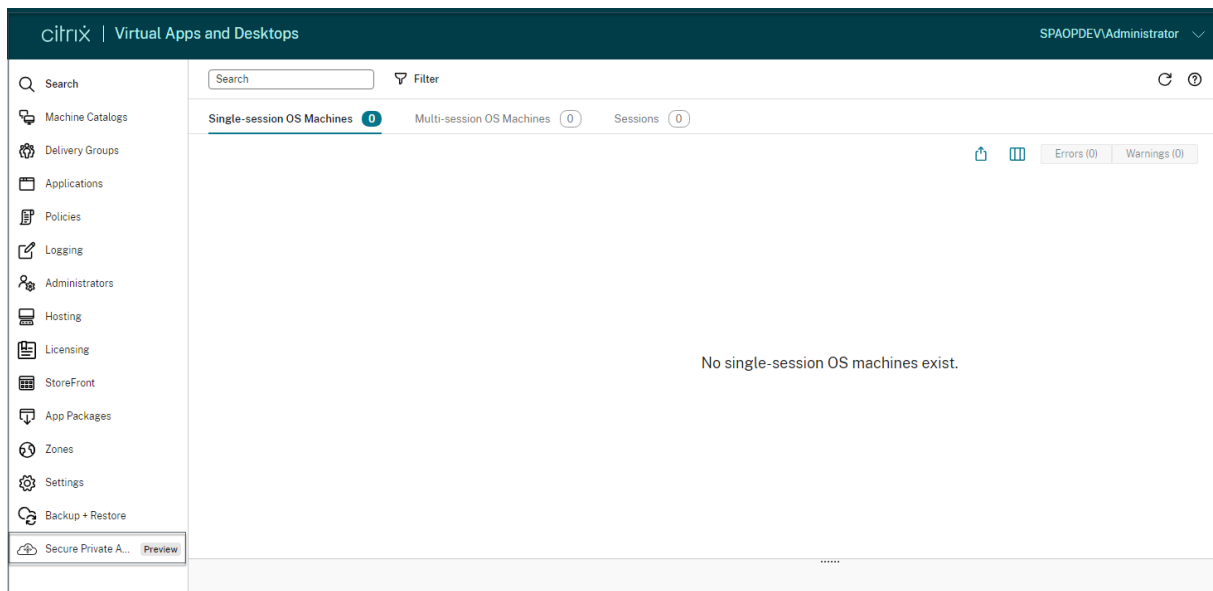 citrix | Virtual Apps and Desktops
SPAOPDEV\Administrator
Search
Machine Catalogs
Delivery Groups
Applications
Policies
Logging
Administrators
Hosting
Licensing
StoreFront
App Packages
Zones
Settings
Backup + Restore
Secure Private A... Preview
Search Filter
Single-session OS Machines 0 Multi-session OS Machines 0 Sessions 0
Errors (0) Warnings (0)
No single-session OS machines exist.